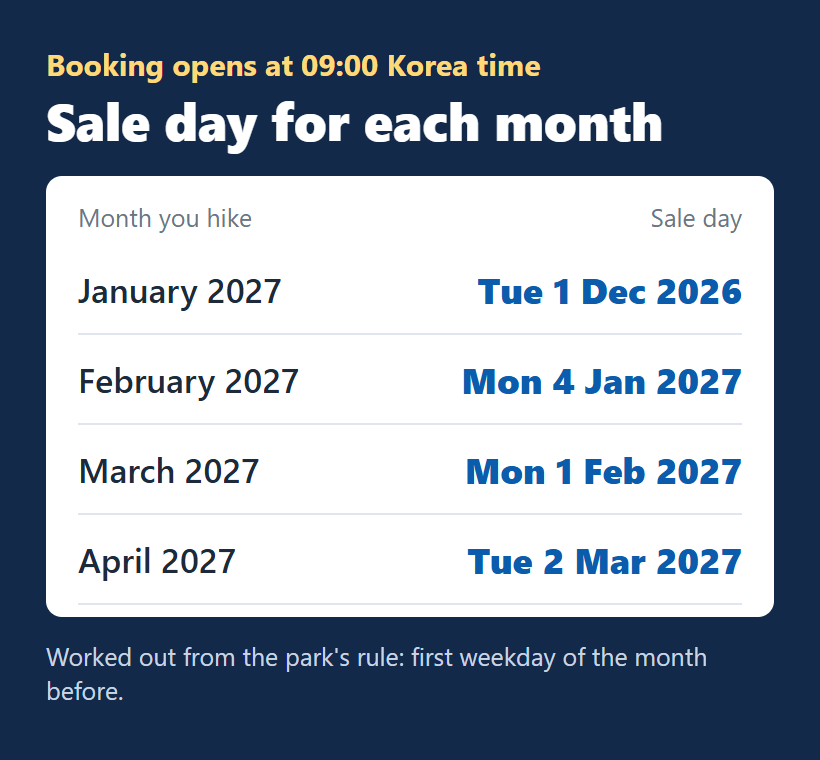 Booking opens at 09:00 Korea time
Sale day for each month
Month you hike Sale day
January 2027 Tue 1 Dec 2026
February 2027 Mon 4 Jan 2027
March 2027 Mon 1 Feb 2027
April 2027 Tue 2 Mar 2027
Worked out from the park's rule: first weekday of the month
before.